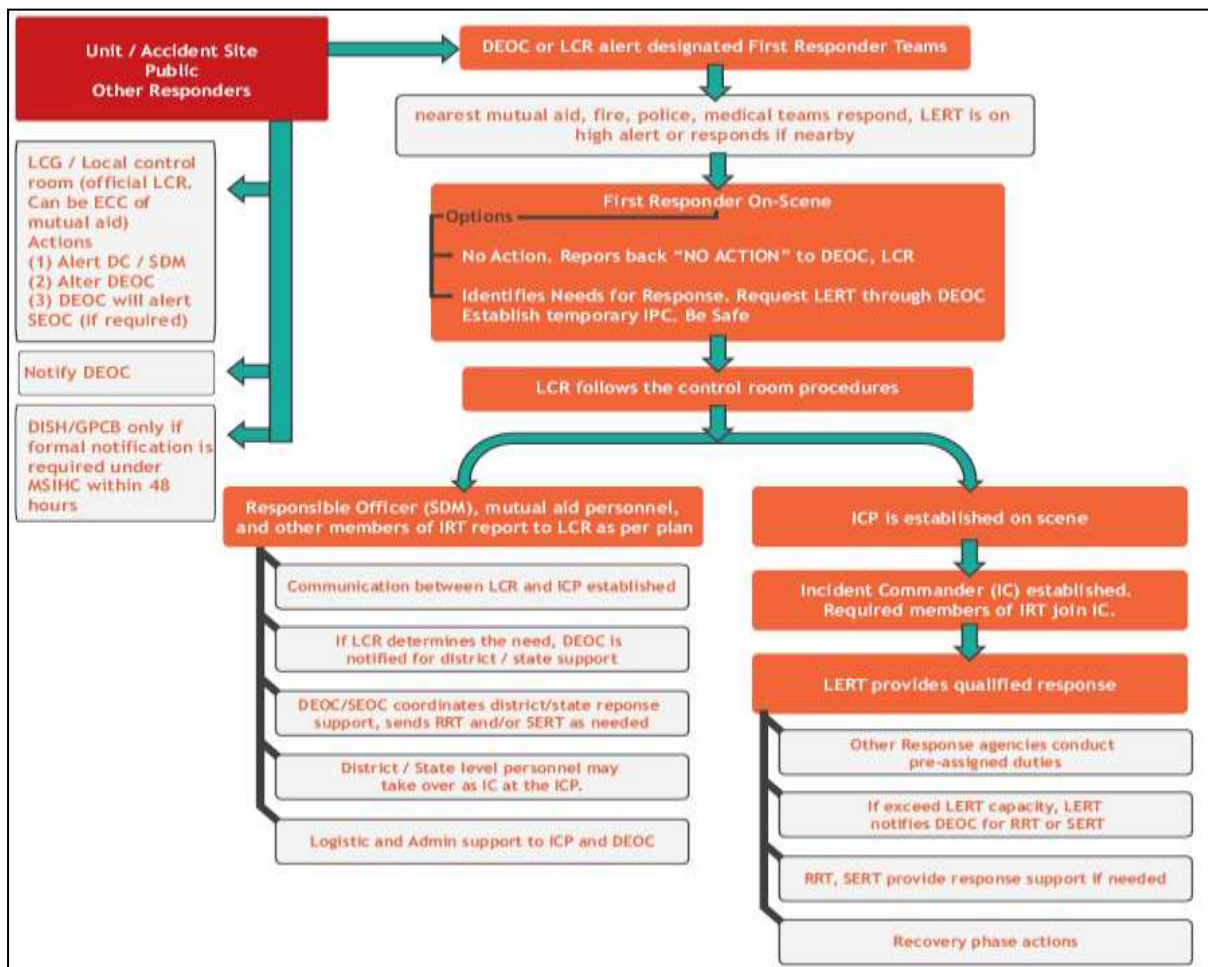 Unit / Accident Site
Public
Other Responders
DEOC or LCR alert designated First Responder Teams
nearest mutual aid, fire, police, medical teams respond, LERT is on
high alert or responds if nearby
LCG / Local control
room (official LCR.
Can be ECC of
mutual aid)
Actions
(1) Alert DC / SDM
(2) Alter DEOC
(3) DEOC will alert
SEOC (if required)
Notify DEOC
DISH/GPCB only if
formal notification is
required under
MSIHC within 48
hours
First Responder On-Scene
Options
No Action. Repors back “NO ACTION” to DEOC, LCR
Identifies Needs for Response. Request LERT through DEOC
Establish temporary IPC. Be Safe
LCR follows the control room procedures
Responsible Officer (SDM), mutual aid personnel,
and other members of IRT report to LCR as per plan
Communication between LCR and ICP established
If LCR determines the need, DEOC is
notified for district / state support
DEOC/SEOC coordinates district/state reponse
support, sends RRT and/or SERT as needed
District / State level personnel may
take over as IC at the ICP.
Logistic and Admin support to ICP and DEOC
ICP is established on scene
Incident Commander (IC) established.
Required members of IRT join IC.
LERT provides qualified response
Other Response agencies conduct
pre-assigned duties
If exceed LERT capacity, LERT
notifies DEOC for RRT or SERT
RRT, SERT provide response support if needed
Recovery phase actions